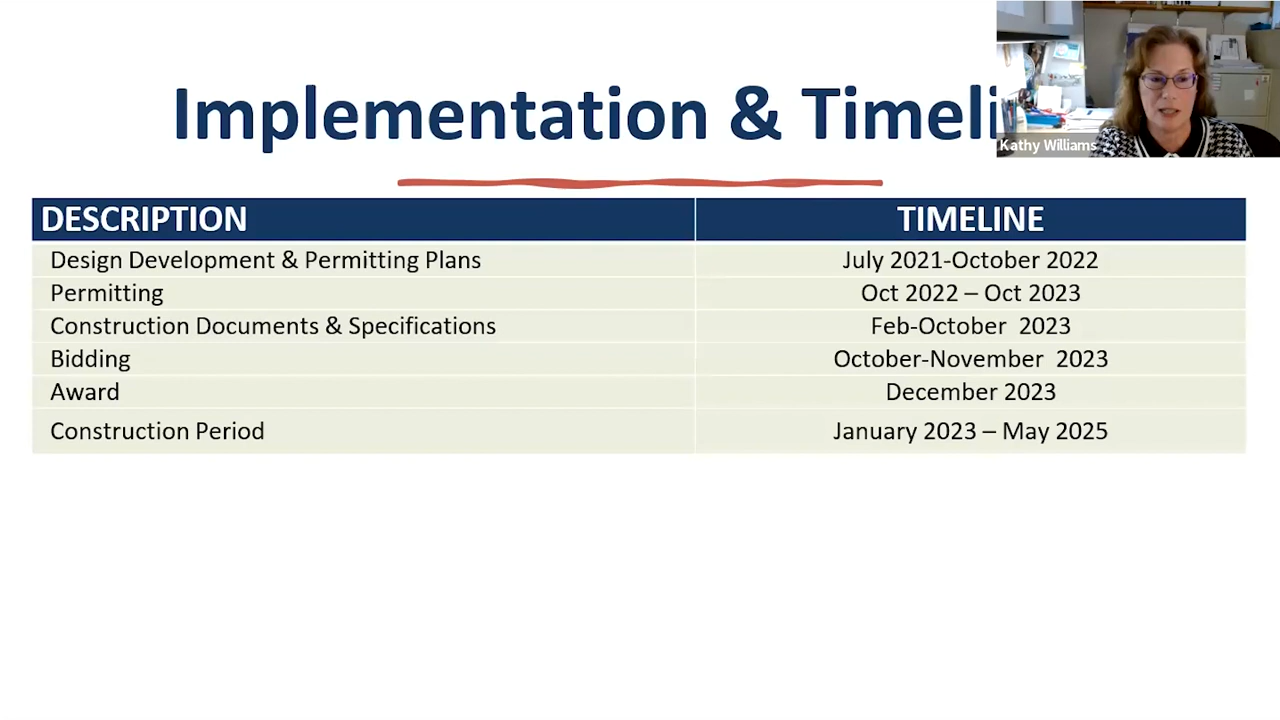 Implementation & Timeli
Kathy Williams
DESCRIPTION TIMELINE
Design Development & Permitting Plans July 2021-October 2022
Permitting Oct 2022 – Oct 2023
Construction Documents & Specifications Feb-October 2023
Bidding October-November 2023
Award December 2023
Construction Period January 2023 – May 2025